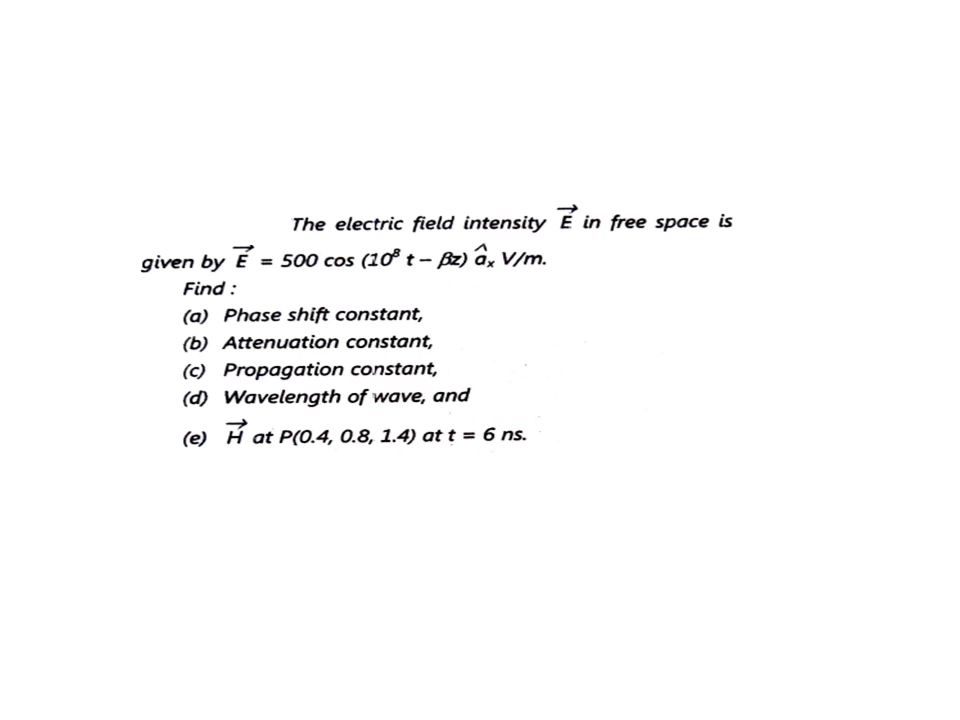 The electric field intensity E⃗ in free space is
given by E⃗ = 500 cos (10⁸ t – βz) âₓ V/m.
Find :
(a) Phase shift constant,
(b) Attenuation constant,
(c) Propagation constant,
(d) Wavelength of wave, and
(e) H⃗ at P(0.4, 0.8, 1.4) at t = 6 ns.